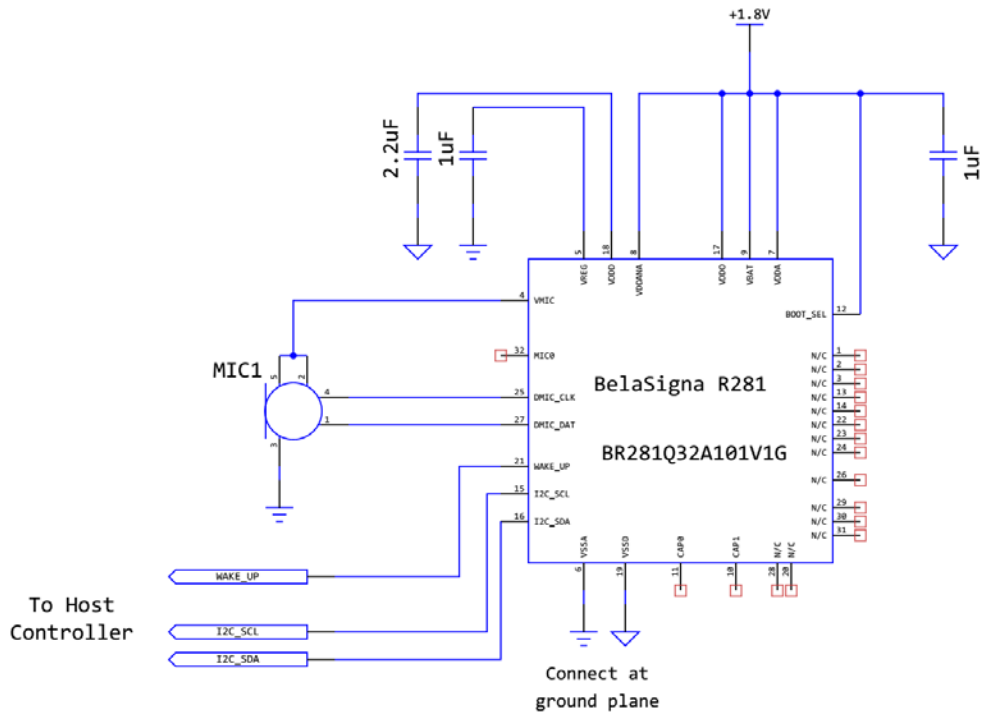 +1.8V
2.2uF
1uF
1uF
5
18
8
17
9
7
VREG
VDDD
VDDANA
VDDO
VBAT
VDDA
4
VMIC
12
BOOT_SEL
32
MIC0
MIC1
5
2
4
1
3
25
DMIC_CLK
27
DMIC_DAT
21
WAKE_UP
15
I2C_SCL
16
I2C_SDA
BelaSigna R281
BR281Q32A101V1G
N/C 1
N/C 2
N/C 3
N/C 13
N/C 14
N/C 22
N/C 23
N/C 24
N/C 26
N/C 29
N/C 30
N/C 31
VSSA
VSSD
CAP0
CAP1
N/C
N/C
6
19
11
10
28
20
WAKE_UP
To Host
Controller
I2C_SCL
I2C_SDA
Connect at
ground plane